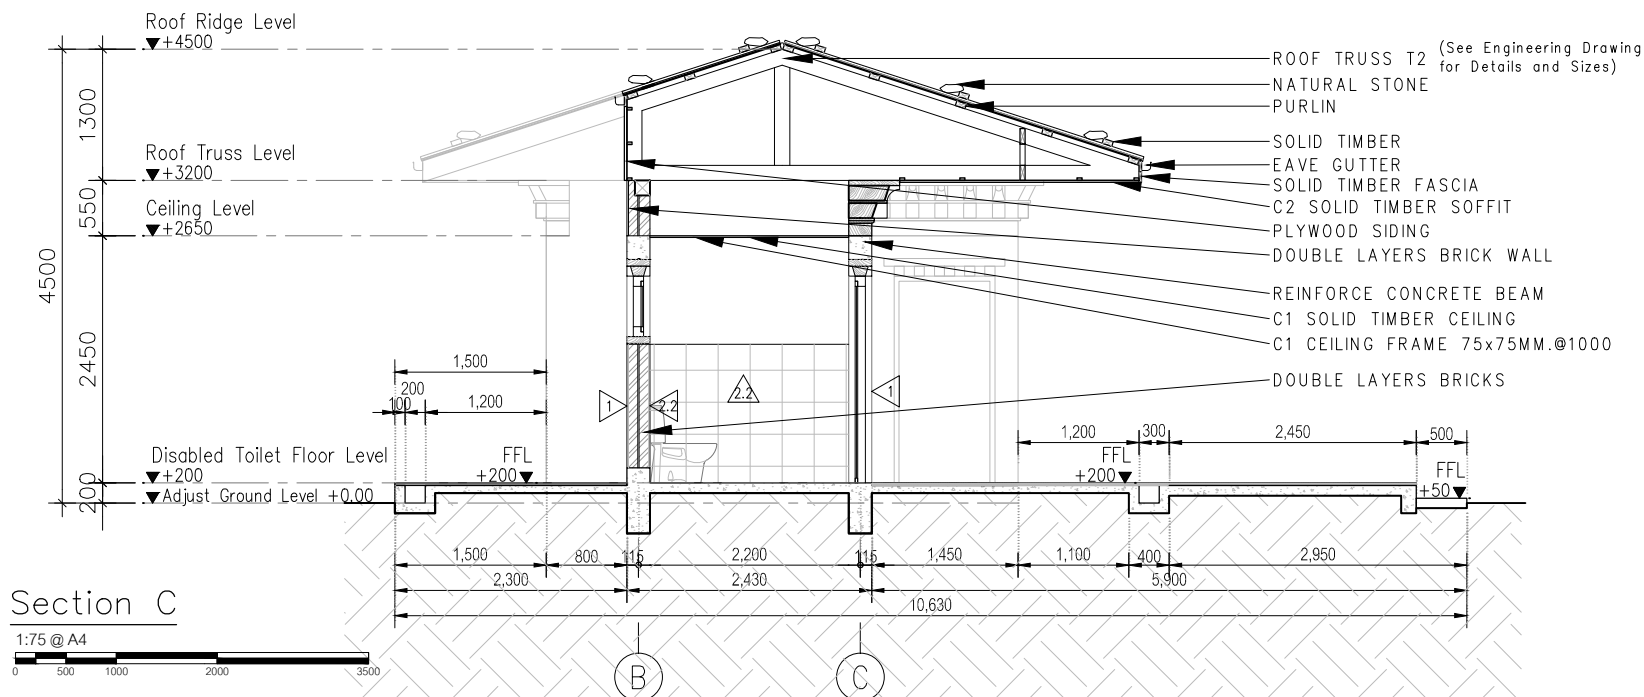 Roof Ridge Level
+4500
Roof Truss Level
+3200
Ceiling Level
+2650
Disabled Toilet Floor Level
+200
Adjust Ground Level +0.00
4500
1300
550
2450
200
ROOF TRUSS T2 (See Engineering Drawing
for Details and Sizes)
NATURAL STONE
PURLIN
SOLID TIMBER
EAVE GUTTER
SOLID TIMBER FASCIA
C2 SOLID TIMBER SOFFIT
PLYWOOD SIDING
DOUBLE LAYERS BRICK WALL
REINFORCE CONCRETE BEAM
C1 SOLID TIMBER CEILING
C1 CEILING FRAME 75x75MM.@1000
DOUBLE LAYERS BRICKS
1,500
200
100 1,200
1 2.2 2.2 1
1,200 300 2,450 500
FFL
+200
FFL
+200
FFL
+50
1,500 800 115 2,200 115 1,450 1,100 400 2,950
2,300 2,430 5,900
10,630
Section C
1:75 @ A4
0 500 1000 2000 3500
B C